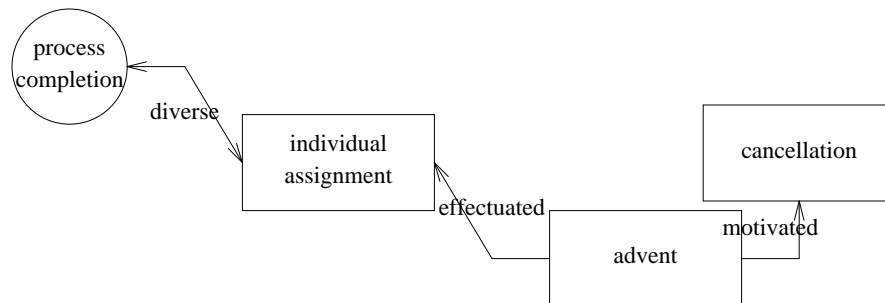 process
completion
diverse
individual
assignment
effectuated
advent
motivated
cancellation